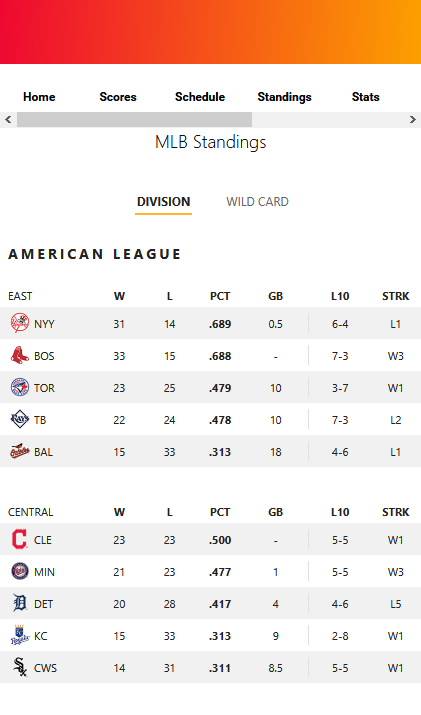 Home Scores Schedule Standings Stats
MLB Standings
DIVISION WILD CARD
AMERICAN LEAGUE
EAST W L PCT GB L10 STRK
NYY 31 14 .689 0.5 6-4 L1
BOS 33 15 .688 - 7-3 W3
TOR 23 25 .479 10 3-7 W1
TB 22 24 .478 10 7-3 L2
BAL 15 33 .313 18 4-6 L1
CENTRAL W L PCT GB L10 STRK
CLE 23 23 .500 - 5-5 W1
MIN 21 23 .477 1 5-5 W3
DET 20 28 .417 4 4-6 L5
KC 15 33 .313 9 2-8 W1
CWS 14 31 .311 8.5 5-5 W1